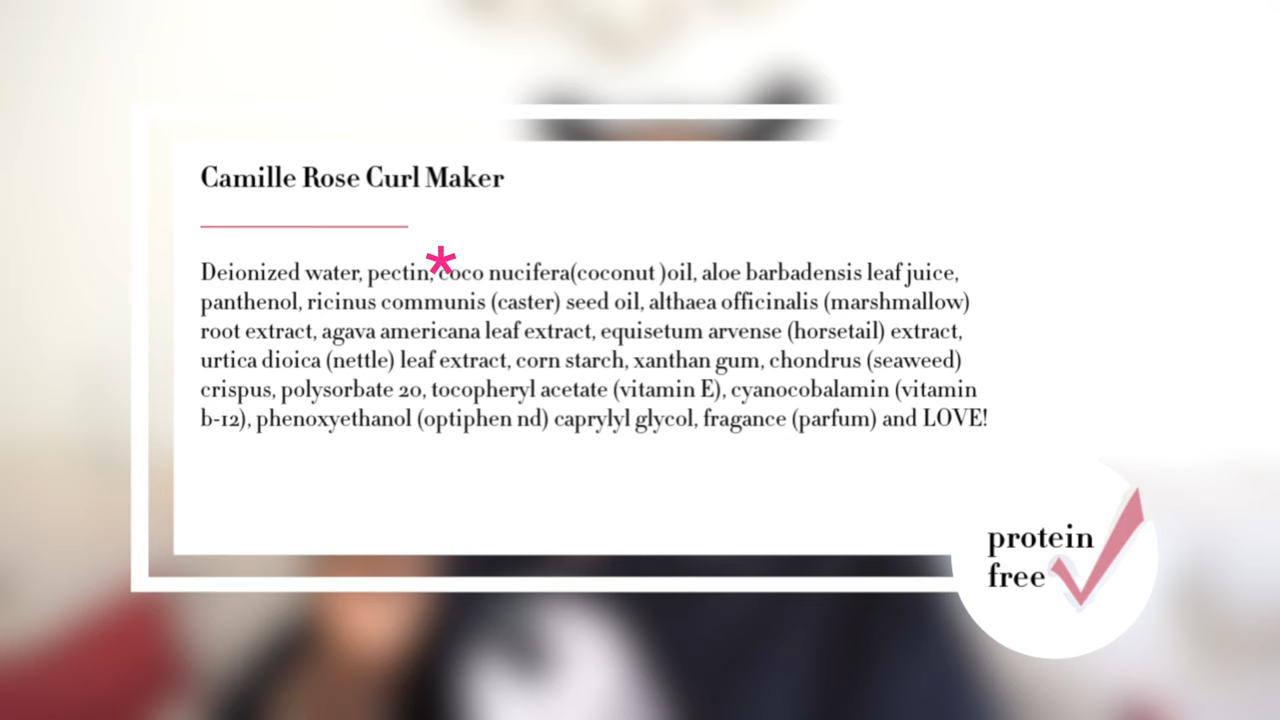 Camille Rose Curl Maker
*
Deionized water, pectin, coco nucifera(coconut )oil, aloe barbadensis leaf juice,
panthenol, ricinus communis (caster) seed oil, althaea officinalis (marshmallow)
root extract, agava americana leaf extract, equisetum arvense (horsetail) extract,
urtica dioica (nettle) leaf extract, corn starch, xanthan gum, chondrus (seaweed)
crispus, polysorbate 20, tocopheryl acetate (vitamin E), cyanocobalamin (vitamin
b-12), phenoxyethanol (optiphen nd) caprylyl glycol, fragance (parfum) and LOVE!
protein
free